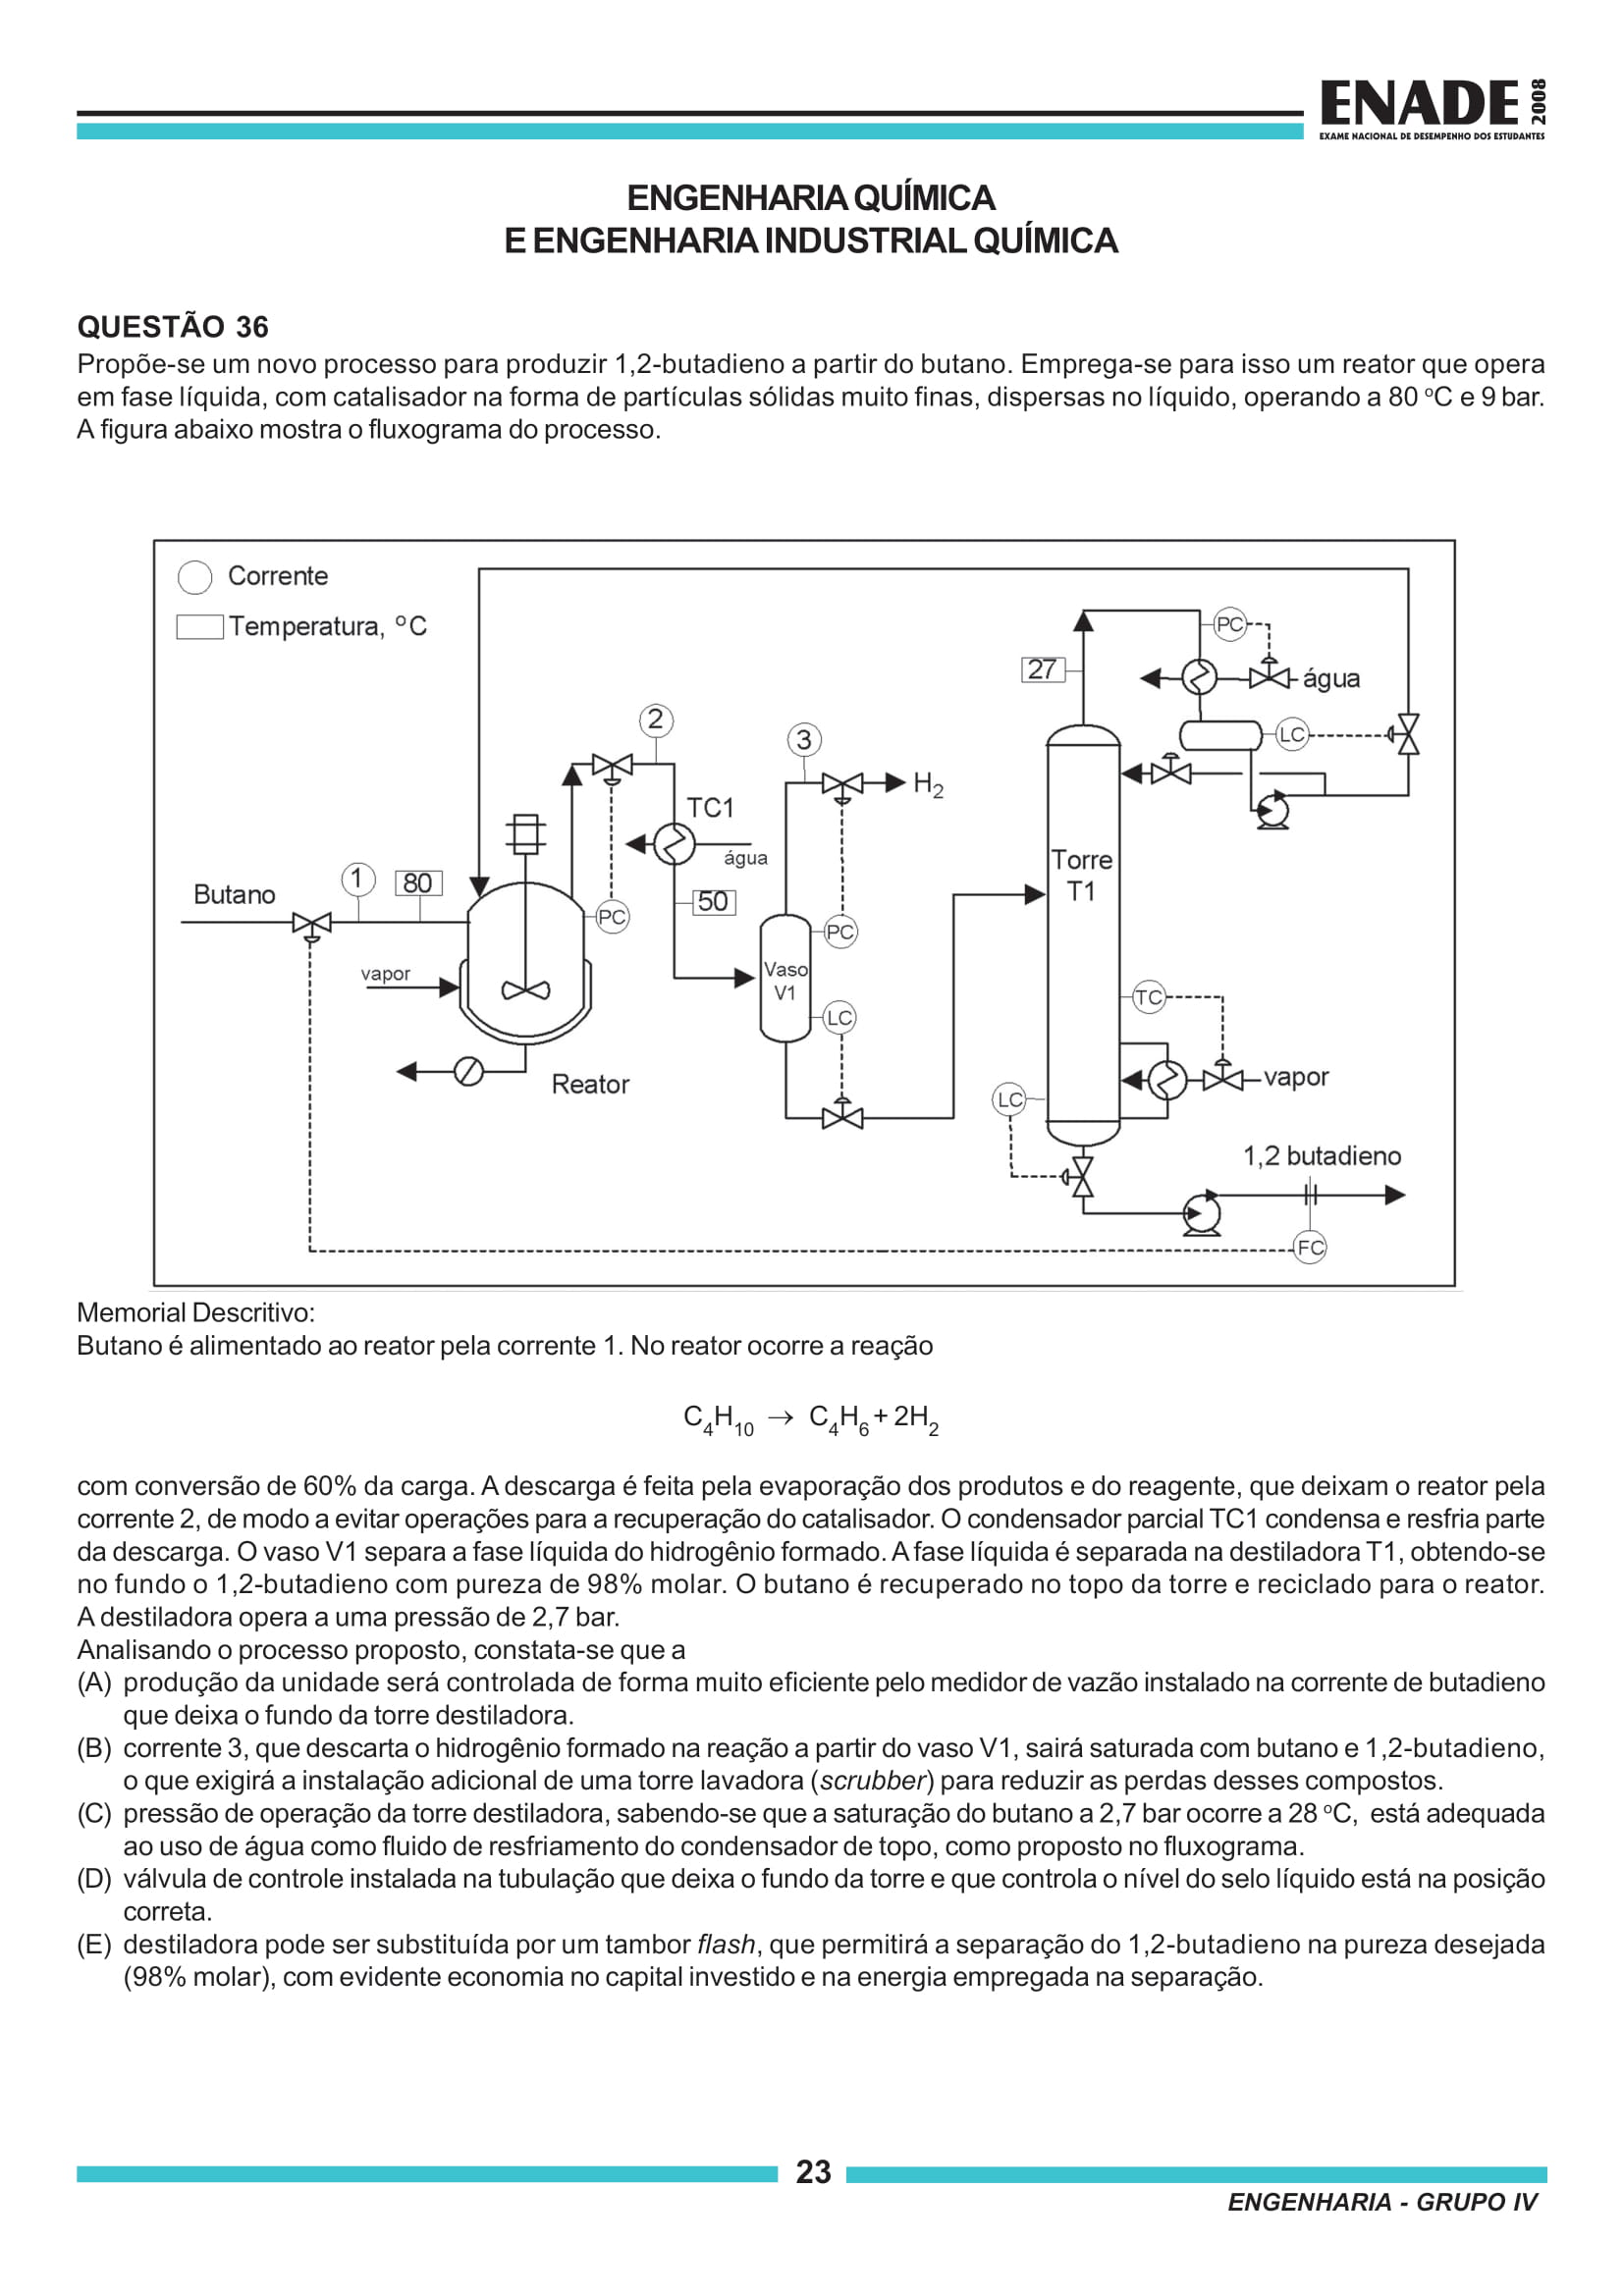 ENADE 2008
EXAME NACIONAL DE DESEMPENHO DOS ESTUDANTES
ENGENHARIA QUÍMICA
E ENGENHARIA INDUSTRIAL QUÍMICA
QUESTÃO 36
Propõe-se um novo processo para produzir 1,2-butadieno a partir do butano. Emprega-se para isso um reator que opera
em fase líquida, com catalisador na forma de partículas sólidas muito finas, dispersas no líquido, operando a 80 ºC e 9 bar.
A figura abaixo mostra o fluxograma do processo.
Corrente
Temperatura, ºC
PC
27
água
2
LC
3
H2
TC1
água
Torre
T1
Butano
1
80
50
PC
PC
vapor
Vaso
V1
TC
LC
Reator
vapor
LC
1,2 butadieno
FC
Memorial Descritivo:
Butano é alimentado ao reator pela corrente 1. No reator ocorre a reação
C4H10 → C4H6 + 2H2
com conversão de 60% da carga. A descarga é feita pela evaporação dos produtos e do reagente, que deixam o reator pela
corrente 2, de modo a evitar operações para a recuperação do catalisador. O condensador parcial TC1 condensa e resfria parte
da descarga. O vaso V1 separa a fase líquida do hidrogênio formado. A fase líquida é separada na destiladora T1, obtendo-se
no fundo o 1,2-butadieno com pureza de 98% molar. O butano é recuperado no topo da torre e reciclado para o reator.
A destiladora opera a uma pressão de 2,7 bar.
Analisando o processo proposto, constata-se que a
(A) produção da unidade será controlada de forma muito eficiente pelo medidor de vazão instalado na corrente de butadieno
que deixa o fundo da torre destiladora.
(B) corrente 3, que descarta o hidrogênio formado na reação a partir do vaso V1, sairá saturada com butano e 1,2-butadieno,
o que exigirá a instalação adicional de uma torre lavadora (scrubber) para reduzir as perdas desses compostos.
(C) pressão de operação da torre destiladora, sabendo-se que a saturação do butano a 2,7 bar ocorre a 28 ºC, está adequada
ao uso de água como fluido de resfriamento do condensador de topo, como proposto no fluxograma.
(D) válvula de controle instalada na tubulação que deixa o fundo da torre e que controla o nível do selo líquido está na posição
correta.
(E) destiladora pode ser substituída por um tambor flash, que permitirá a separação do 1,2-butadieno na pureza desejada
(98% molar), com evidente economia no capital investido e na energia empregada na separação.
23
ENGENHARIA - GRUPO IV